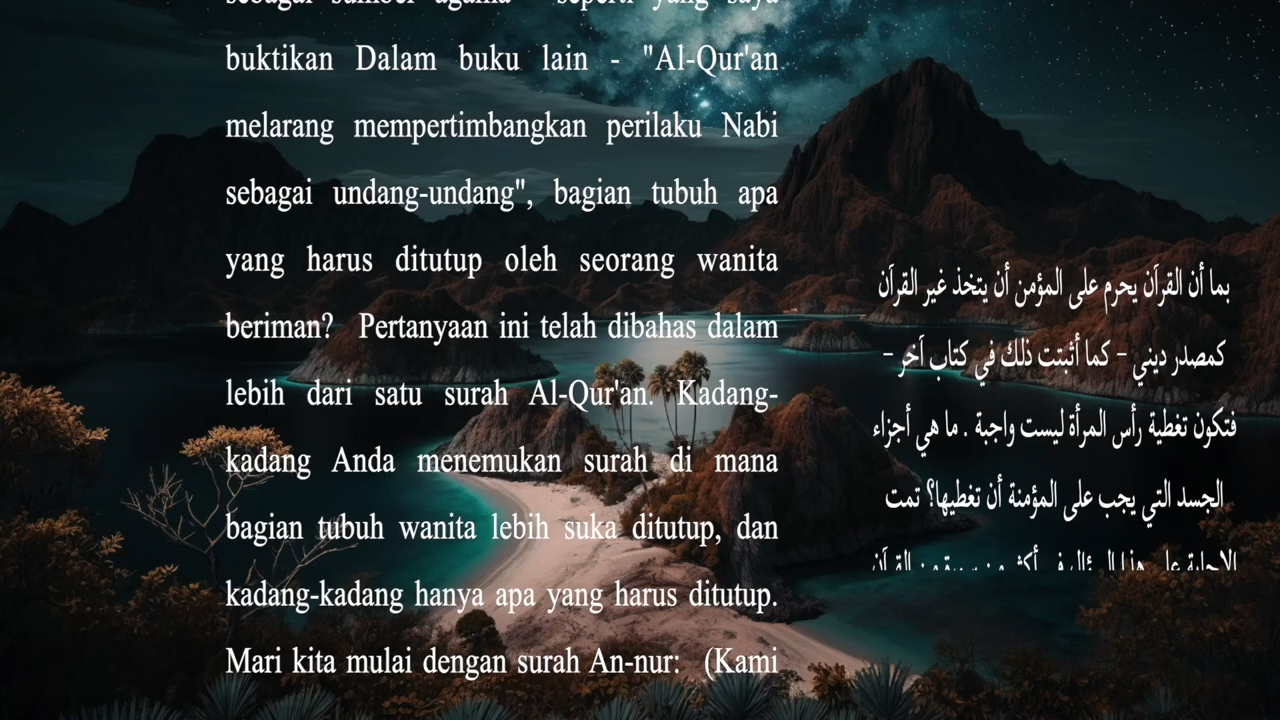 buktikan Dalam buku lain - "Al-Qur'an
melarang mempertimbangkan perilaku Nabi
sebagai undang-undang", bagian tubuh apa
yang harus ditutup oleh seorang wanita
beriman? Pertanyaan ini telah dibahas dalam
lebih dari satu surah Al-Qur'an. Kadang-
kadang Anda menemukan surah di mana
bagian tubuh wanita lebih suka ditutup, dan
kadang-kadang hanya apa yang harus ditutup.
Mari kita mulai dengan surah An-nur: (Kami
بما أن القرآن يحرم على المؤمن أن يتخذ غير القرآن
كمصدر ديني - كما أثبتت ذلك في كتاب آخر -
فتكون تغطية رأس المرأة ليست واجبة . ما هي أجزاء
الجسد التي يجب على المؤمنة أن تغطيها؟ تمت